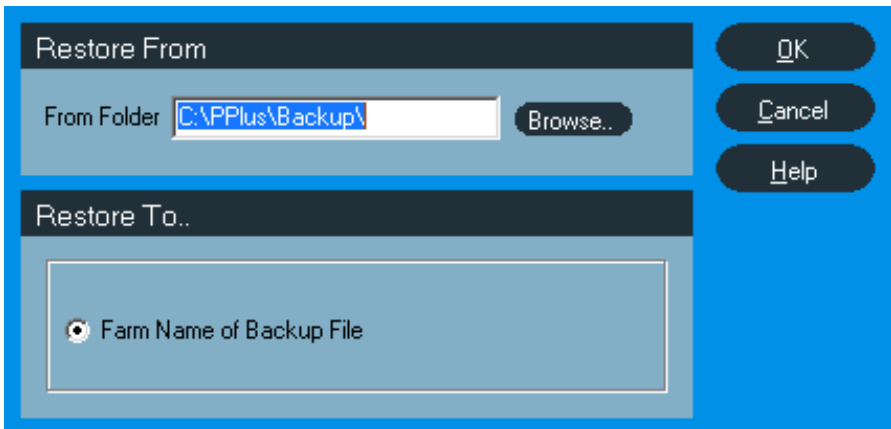 Restore From
From Folder C:\PPlus\Backup\ Browse..
Restore To..
Farm Name of Backup File
OK
Cancel
Help